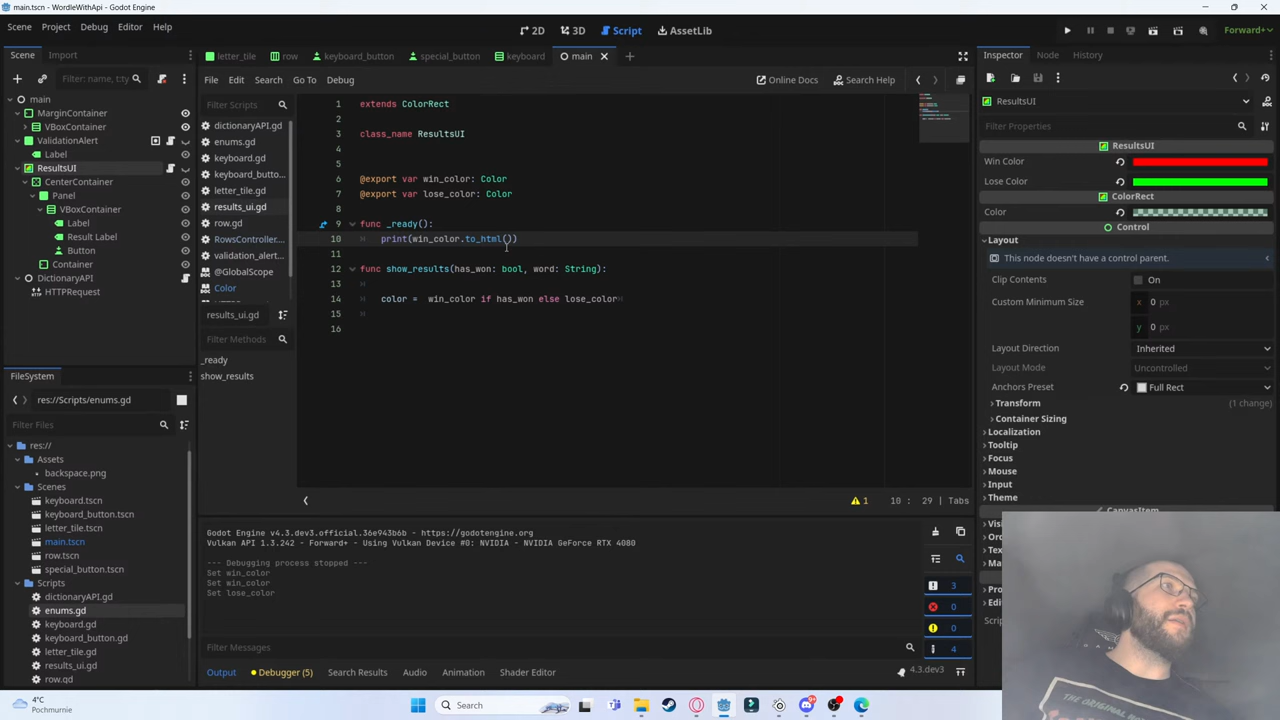 main.tscn - WordleWithApi - Godot Engine
Scene Project Debug Editor Help
2D 3D Script AssetLib
Forward+
Scene Import
Filter: name, t:ty
main
MarginContainer
VBoxContainer
ValidationAlert
Label
ResultsUI
CenterContainer
Panel
VBoxContainer
Label
Result Label
Button
Container
DictionaryAPI
HTTPRequest
FileSystem
res://Scripts/enums.gd
Filter Files
res://
Assets
backspace.png
Scenes
keyboard.tscn
keyboard_button.tscn
letter_tile.tscn
main.tscn
row.tscn
special_button.tscn
Scripts
dictionaryAPI.gd
enums.gd
keyboard.gd
keyboard_button.gd
letter_tile.gd
results_ui.gd
row.gd
letter_tile row keyboard_button special_button keyboard main
File Edit Search Go To Debug
Online Docs Search Help
Filter Scripts
dictionaryAPI.gd
enums.gd
keyboard.gd
keyboard_butto...
letter_tile.gd
results_ui.gd
row.gd
RowsController....
validation_alert...
@GlobalScope
Color
results_ui.gd
Filter Methods
_ready
show_results
1 extends ColorRect
2
3 class_name ResultsUI
4
5
6 @export var win_color: Color
7 @export var lose_color: Color
8
9 func _ready():
10 print(win_color.to_html())
11
12 func show_results(has_won: bool, word: String):
13
14 color =  win_color if has_won else lose_color
15
16
1 10 : 29 | Tabs
Godot Engine v4.3.dev3.official.36e943b6b - https://godotengine.org
Vulkan API 1.3.242 - Forward+ - Using Vulkan Device #0: NVIDIA - NVIDIA GeForce RTX 4080
--- Debugging process stopped ---
Set win_color
Set win_color
Set lose_color
3
0
0
4
Filter Messages
Output Debugger (5) Search Results Audio Animation Shader Editor
4.3.dev3
Inspector Node History
ResultsUI
Filter Properties
ResultsUI
Win Color
Lose Color
ColorRect
Color
Control
Layout
This node doesn't have a control parent.
Clip Contents On
Custom Minimum Size x 0 px
y 0 px
Layout Direction Inherited
Layout Mode Uncontrolled
Anchors Preset Full Rect
Transform (1 change)
Container Sizing
Localization
Tooltip
Focus
Mouse
Input
Theme
4°C
Pochmurnie
Search